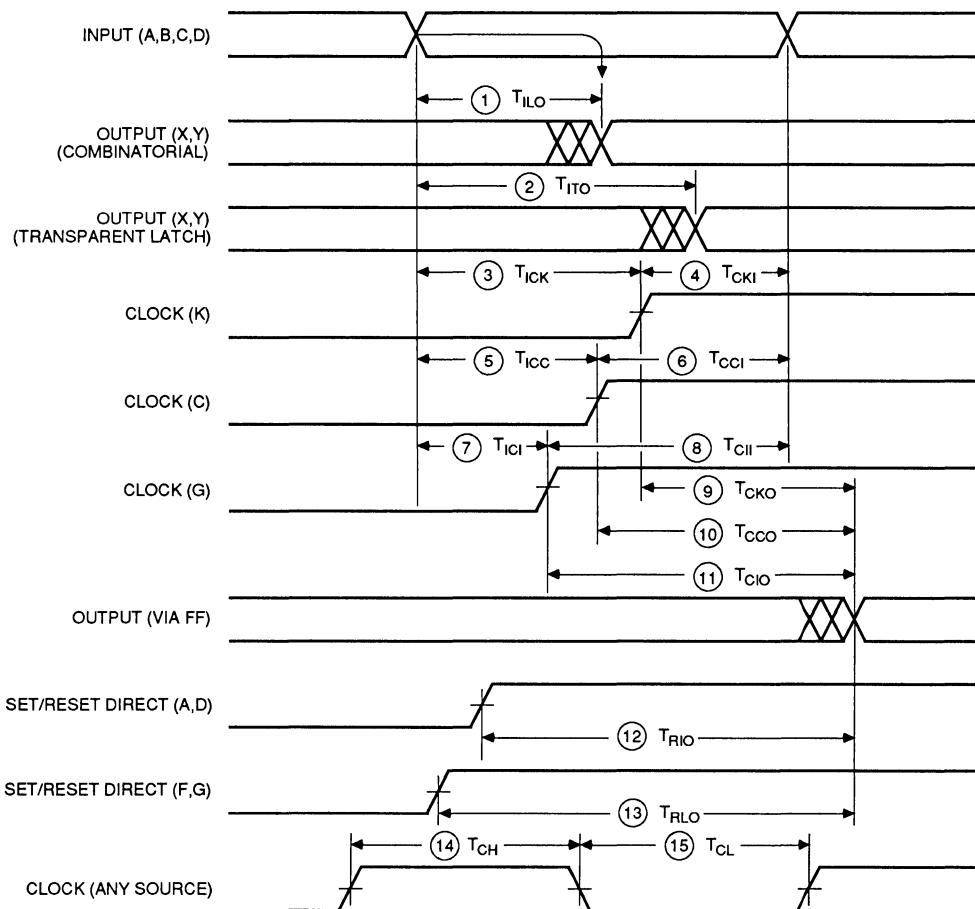 INPUT (A,B,C,D)
1 TILO
OUTPUT (X,Y)
(COMBINATORIAL)
2 TITO
OUTPUT (X,Y)
(TRANSPARENT LATCH)
3 TICK
4 TCKI
CLOCK (K)
5 TICC
6 TCCI
CLOCK (C)
7 TICI
8 TCII
CLOCK (G)
9 TCKO
10 TCCO
11 TCIO
OUTPUT (VIA FF)
SET/RESET DIRECT (A,D)
12 TRIO
SET/RESET DIRECT (F,G)
13 TRLO
14 TCH
15 TCL
CLOCK (ANY SOURCE)